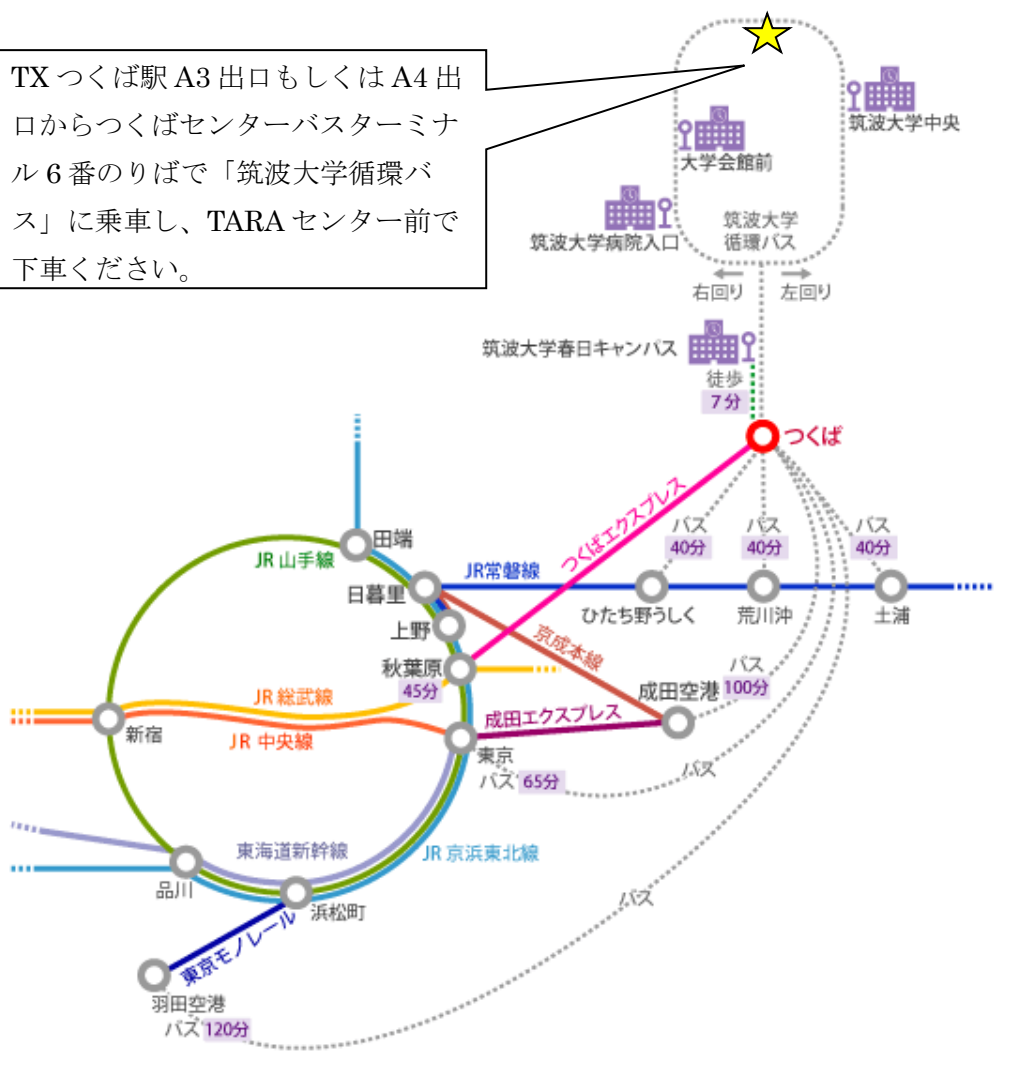 TX つくば駅 A3 出口もしくは A4 出
口からつくばセンターバスターミナ
ル 6 番のりばで「筑波大学循環バ
ス」に乗車し、TARA センター前で
下車ください。
筑波大学中央
大学会館前
筑波大学病院入口
筑波大学
循環バス
右回り
左回り
筑波大学春日キャンパス
徒歩
7分
つくば
つくばエクスプレス
バス
40分
バス
40分
バス
40分
田端
JR 山手線
日暮里
JR常磐線
ひたち野うしく
荒川沖
土浦
上野
京成本線
秋葉原
45分
バス
100分
成田空港
JR 総武線
成田エクスプレス
新宿
JR 中央線
東京
バス 65分
バス
東海道新幹線
JR 京浜東北線
品川
浜松町
バス
東京モノレール
羽田空港
バス 120分